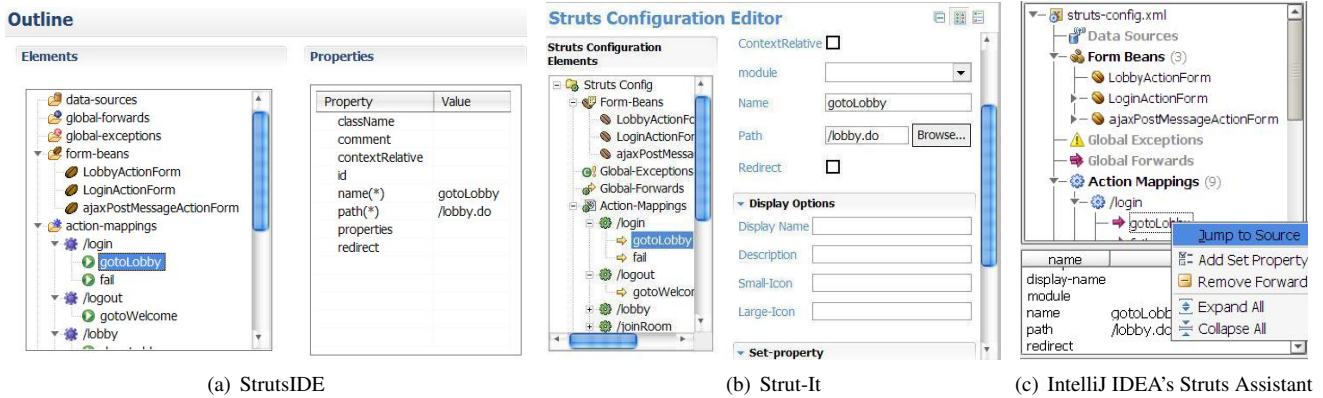 Outline
Elements
data-sources
global-forwards
global-exceptions
form-beans
LobbyActionForm
LoginActionForm
ajaxPostMessageActionForm
action-mappings
/login
gotoLobby
fail
/logout
gotoWelcome
/lobby
Properties
Property Value
className
comment
contextRelative
id
name(*) gotoLobby
path(*) /lobby.do
properties
redirect
(a) StrutsIDE
Struts Configuration Editor
Struts Configuration
Elements
Struts Config
Form-Beans
LobbyActionFc
LoginActionFor
ajaxPostMessa
Global-Exceptions
Global-Forwards
Action-Mappings
/login
gotoLobby
fail
/logout
gotoWelcor
/lobby
/joinRoom
ContextRelative
module
Name gotoLobby
Path /lobby.do Browse...
Redirect
Display Options
Display Name
Description
Small-Icon
Large-Icon
Set-property
(b) Strut-It
struts-config.xml
Data Sources
Form Beans (3)
LobbyActionForm
LoginActionForm
ajaxPostMessageActionForm
Global Exceptions
Global Forwards
Action Mappings (9)
/login
gotoLobby
Jump to Source
Add Set Property
Remove Forward
Expand All
Collapse All
name
display-name
module
name gotoLobb
path /lobby.do
redirect
(c) IntelliJ IDEA's Struts Assistant